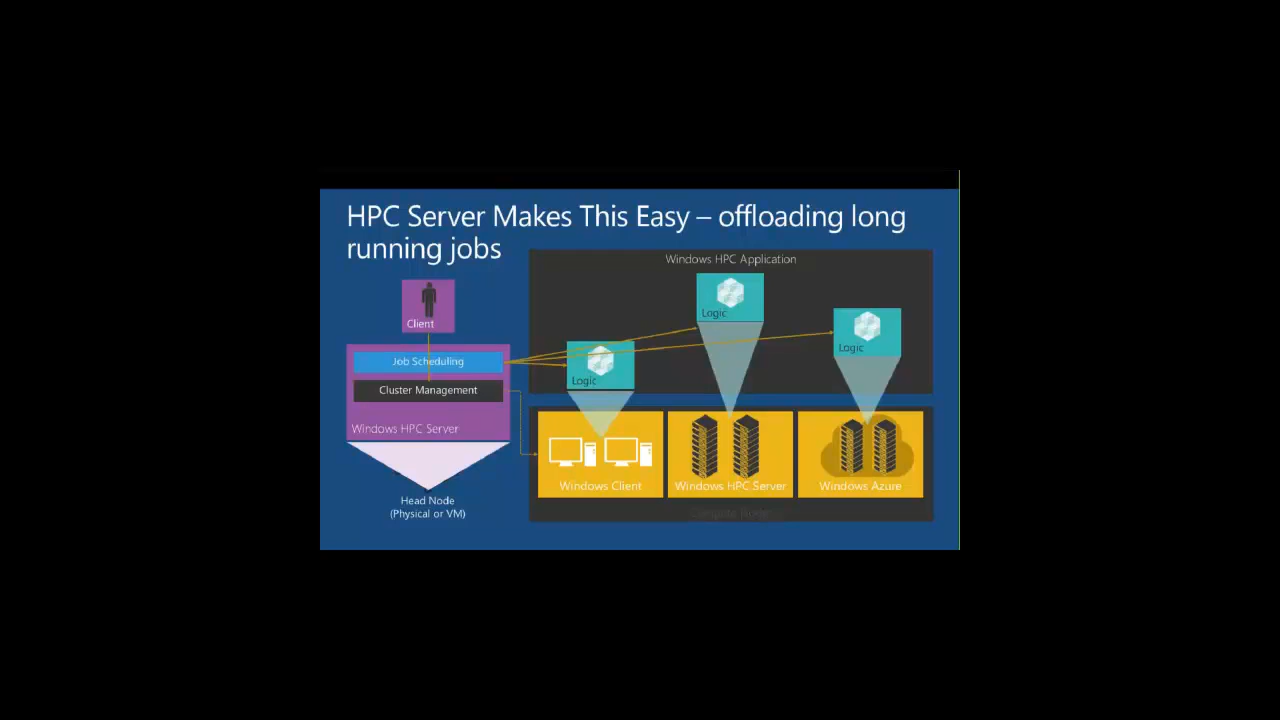 HPC Server Makes This Easy – offloading long
running jobs
Windows HPC Application
Client
Logic
Logic
Logic
Job Scheduling
Cluster Management
Windows HPC Server
Head Node
(Physical or VM)
Windows Client
Windows HPC Server
Windows Azure